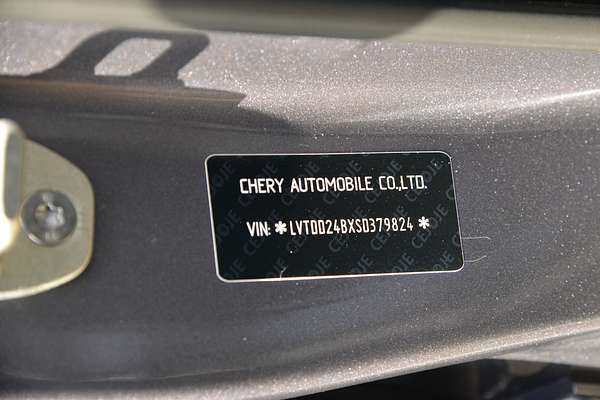 CHERY AUTOMOBILE CO.,LTD.
VIN:✱LVTDD24BXSD379824✱